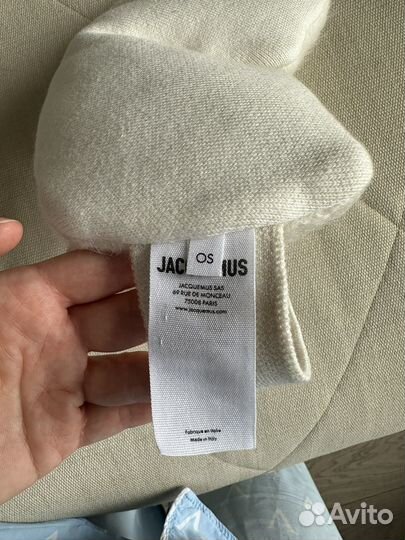 OS
JACQUEMUS
JACQUEMUS SAS
69 RUE DE MONCEAU
75008 PARIS
www.jacquemus.com
Fabriqué en Italie
Made in Italy
Avito